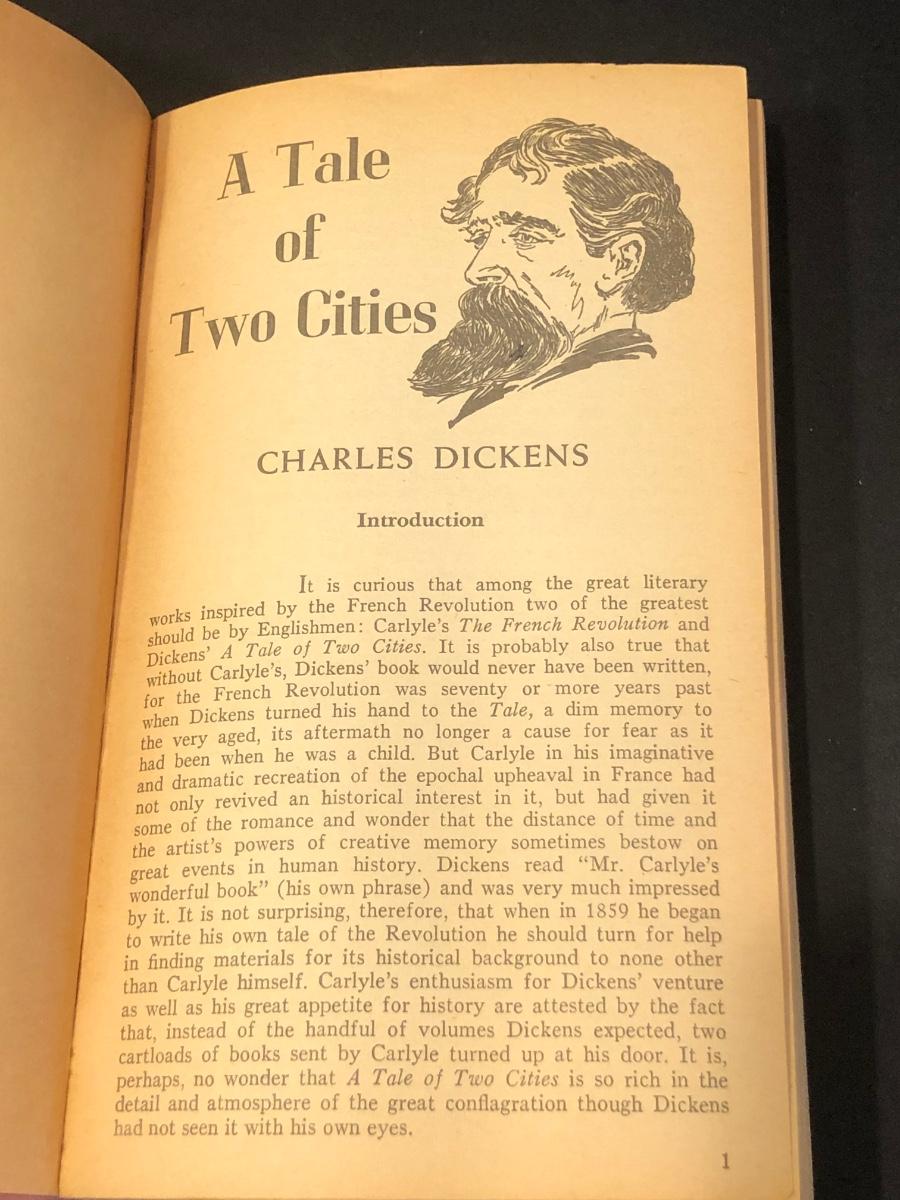 A Tale
of
Two Cities
CHARLES DICKENS
Introduction
It is curious that among the great literary
works inspired by the French Revolution two of the greatest
should be by Englishmen: Carlyle's The French Revolution and
Dickens' A Tale of Two Cities. It is probably also true that
without Carlyle's, Dickens' book would never have been written,
for the French Revolution was seventy or more years past
when Dickens turned his hand to the Tale, a dim memory to
the very aged, its aftermath no longer a cause for fear as it
had been when he was a child. But Carlyle in his imaginative
and dramatic recreation of the epochal upheaval in France had
not only revived an historical interest in it, but had given it
some of the romance and wonder that the distance of time and
the artist's powers of creative memory sometimes bestow on
great events in human history. Dickens read “Mr. Carlyle's
wonderful book” (his own phrase) and was very much impressed
by it. It is not surprising, therefore, that when in 1859 he began
to write his own tale of the Revolution he should turn for help
in finding materials for its historical background to none other
than Carlyle himself. Carlyle's enthusiasm for Dickens' venture
as well as his great appetite for history are attested by the fact
that, instead of the handful of volumes Dickens expected, two
cartloads of books sent by Carlyle turned up at his door. It is,
perhaps, no wonder that A Tale of Two Cities is so rich in the
detail and atmosphere of the great conflagration though Dickens
had not seen it with his own eyes.
1